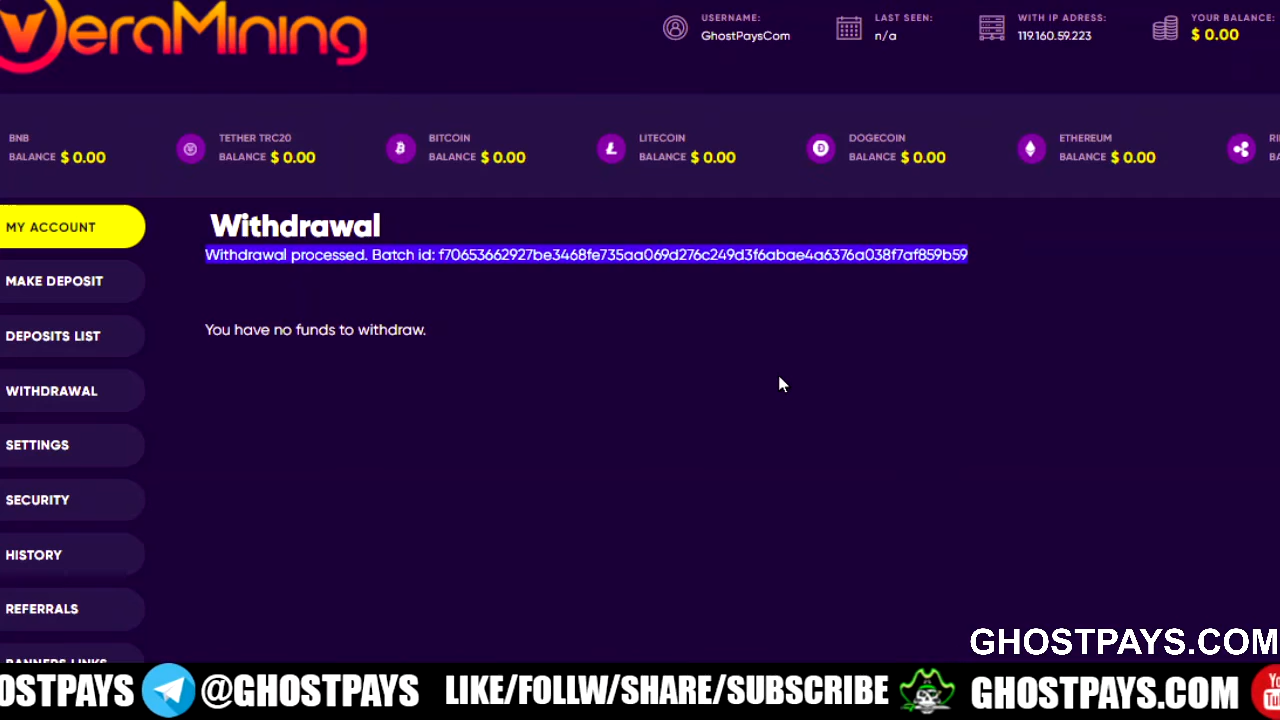 VeraMining
USERNAME:
GhostPaysCom
LAST SEEN:
n/a
WITH IP ADRESS:
119.160.59.223
YOUR BALANCE:
$ 0.00
BNB
BALANCE $ 0.00
TETHER TRC20
BALANCE $ 0.00
BITCOIN
BALANCE $ 0.00
LITECOIN
BALANCE $ 0.00
DOGECOIN
BALANCE $ 0.00
ETHEREUM
BALANCE $ 0.00
MY ACCOUNT
MAKE DEPOSIT
DEPOSITS LIST
WITHDRAWAL
SETTINGS
SECURITY
HISTORY
REFERRALS
BANNERS LINKS
Withdrawal
Withdrawal processed. Batch id: f70653662927be3468fe735aa069d276c249d3f6abae4a6376a038f7af859b59
You have no funds to withdraw.
GHOSTPAYS.COM
OSTPAYS @GHOSTPAYS LIKE/FOLLW/SHARE/SUBSCRIBE GHOSTPAYS.COM